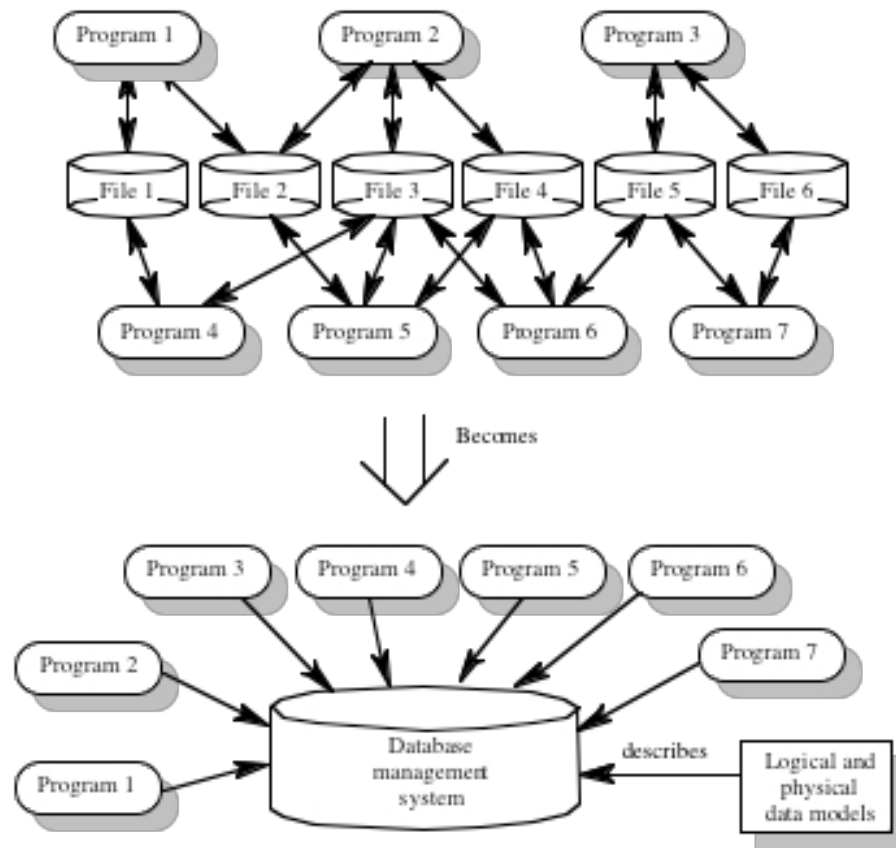 Program 1
Program 2
Program 3
File 1
File 2
File 3
File 4
File 5
File 6
Program 4
Program 5
Program 6
Program 7
Becomes
Program 3
Program 4
Program 5
Program 6
Program 2
Program 7
Database
management
system
describes
Logical and
physical
data models
Program 1